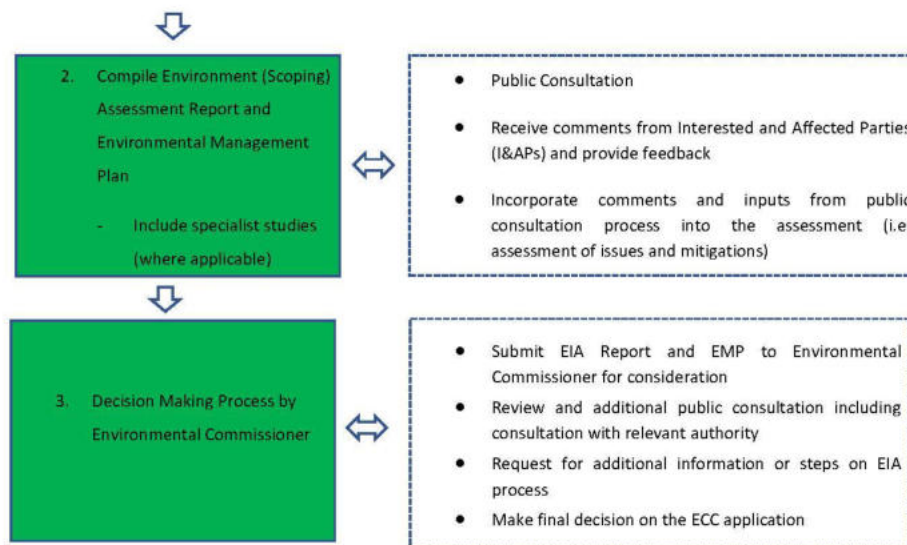 2. Compile Environment (Scoping)
Assessment Report and
Environmental Management
Plan
- Include specialist studies
(where applicable)
● Public Consultation
● Receive comments from Interested and Affected Parties
(I&APs) and provide feedback
● Incorporate comments and inputs from public
consultation process into the assessment (i.e
assessment of issues and mitigations)
3. Decision Making Process by
Environmental Commissioner
● Submit EIA Report and EMP to Environmental
Commissioner for consideration
● Review and additional public consultation including
consultation with relevant authority
● Request for additional information or steps on EIA
process
● Make final decision on the ECC application